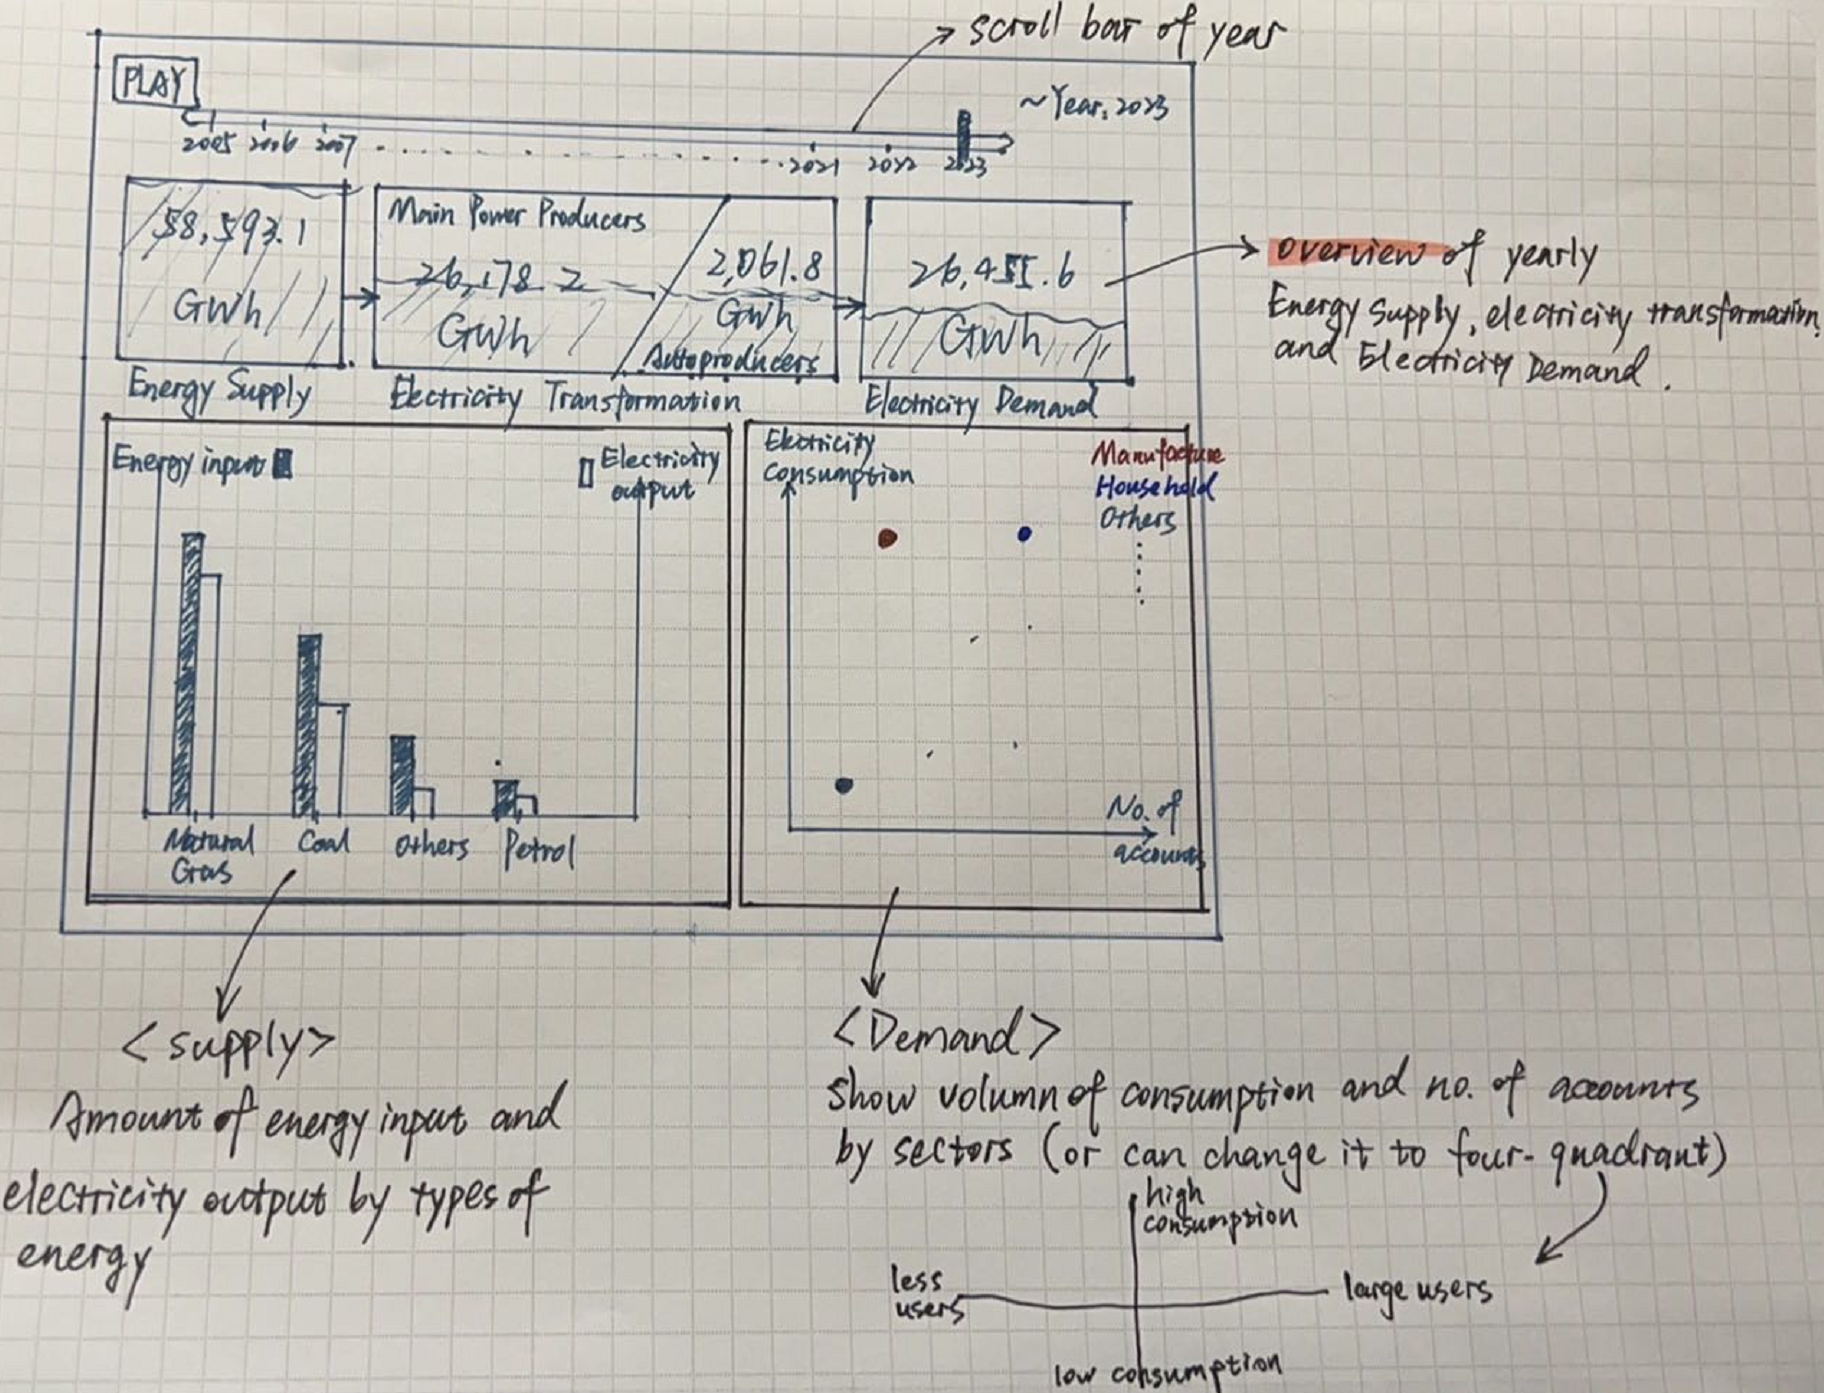 scroll bar of year
PLAY
~Year: 2023
2005 2006 2007 ............ 2021 2022 2023
58,593.1
GWh
Energy Supply
Main Power Producers
26,178.2
GWh
2,061.8
GWh
Autoproducers
Electricity Transformation
26,455.6
GWh
Electricity Demand
overview of yearly
Energy Supply, electricity transformation
and Electricity Demand.
Energy input
Electricity
output
Natural
Gas
Coal
Others
Petrol
Electricity
Consumption
Manufacture
Household
Others
No. of
accounts
<supply>
Amount of energy input and
electricity output by types of
energy
<Demand>
Show volumn of consumption and no. of accounts
by sectors (or can change it to four-quadrant)
high
consumption
less
users
large users
low consumption